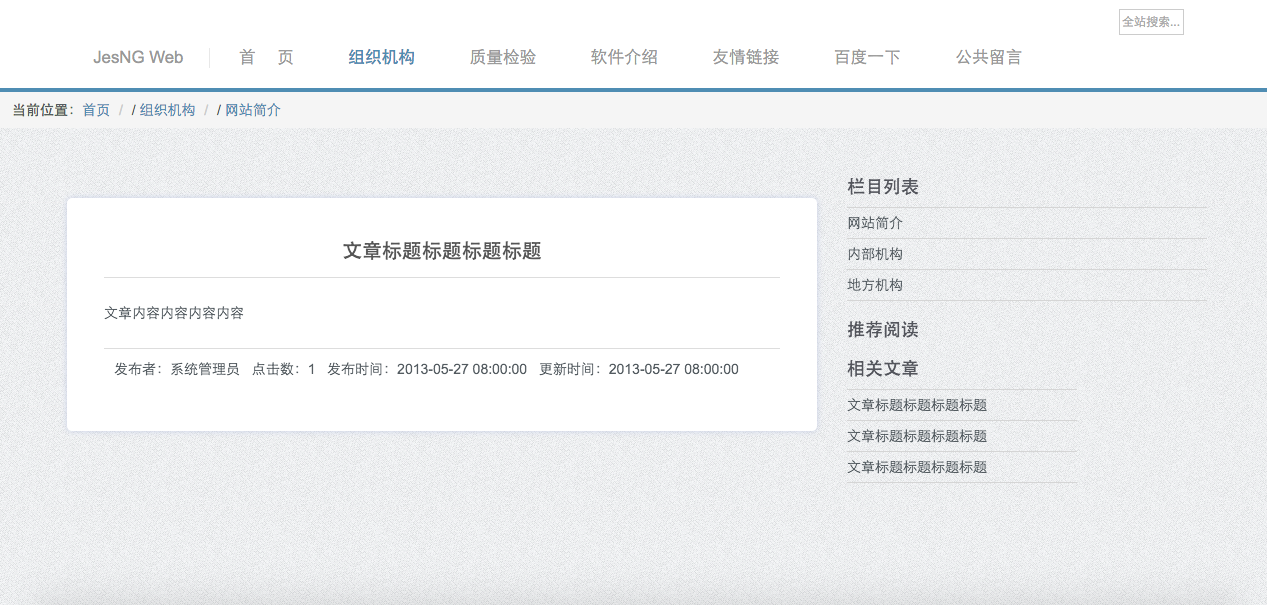 全站搜索...
JesNG Web 首 页 组织机构 质量检验 软件介绍 友情链接 百度一下 公共留言
当前位置：首页 / / 组织机构 / / 网站简介
文章标题标题标题标题
文章内容内容内容内容
发布者：系统管理员 点击数：1 发布时间：2013-05-27 08:00:00 更新时间：2013-05-27 08:00:00
栏目列表
网站简介
内部机构
地方机构
推荐阅读
相关文章
文章标题标题标题标题
文章标题标题标题标题
文章标题标题标题标题